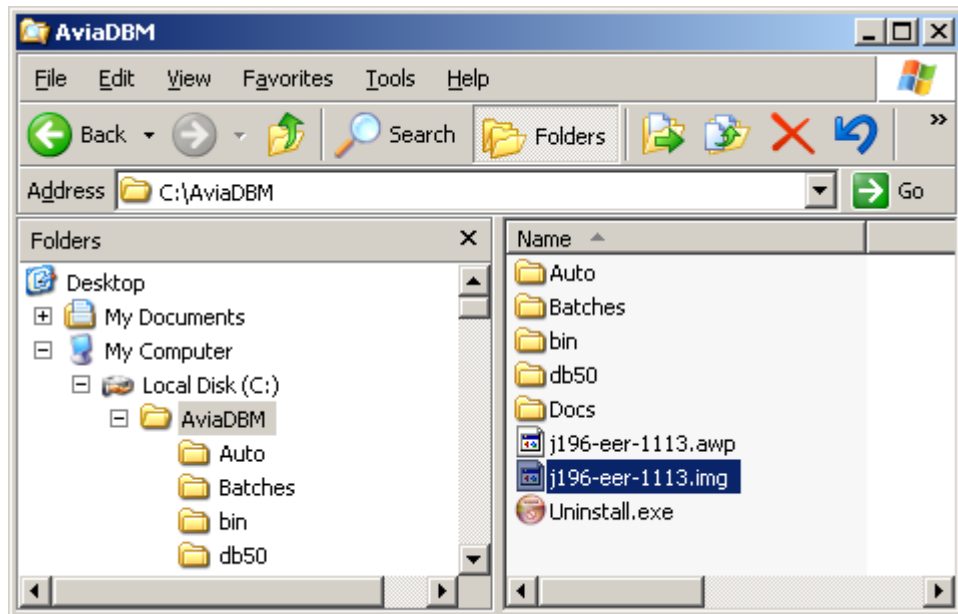 AviaDBM
File Edit View Favorites Tools Help
Back Search Folders »
Address C:\AviaDBM Go
Folders
Desktop
My Documents
My Computer
Local Disk (C:)
AviaDBM
Auto
Batches
bin
db50
Name
Auto
Batches
bin
db50
Docs
j196-eer-1113.awp
j196-eer-1113.img
Uninstall.exe